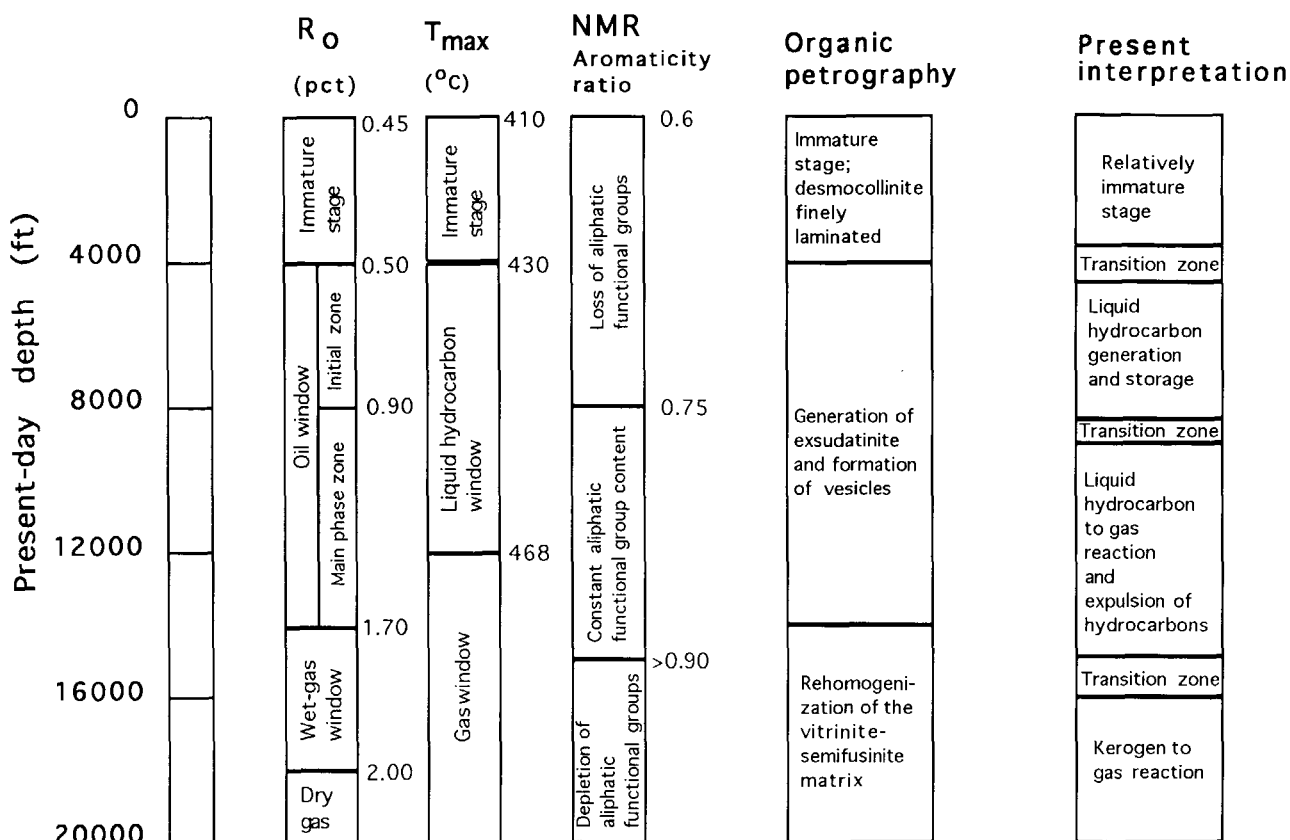 R o
(pct)
T max
(°C)
NMR
Aromaticity
ratio
Organic
petrography
Present
interpretation
Present-day depth (ft)
0
4000
8000
12000
16000
20000
Immature
stage
Oil window
Initial zone
Main phase zone
Wet-gas
window
Dry
gas
0.45
0.50
0.90
1.70
2.00
Immature
stage
Liquid hydrocarbon
window
Gas window
410
430
468
Loss of aliphatic
functional groups
Constant aliphatic
functional group content
Depletion of
aliphatic
functional groups
0.6
0.75
>0.90
Immature
stage;
desmocollinite
finely
laminated
Generation of
exsudatinite
and formation
of vesicles
Rehomogeni-
zation of the
vitrinite-
semifusinite
matrix
Relatively
immature
stage
Transition zone
Liquid
hydrocarbon
generation
and storage
Transition zone
Liquid
hydrocarbon
to gas
reaction
and
expulsion of
hydrocarbons
Transition zone
Kerogen to
gas reaction